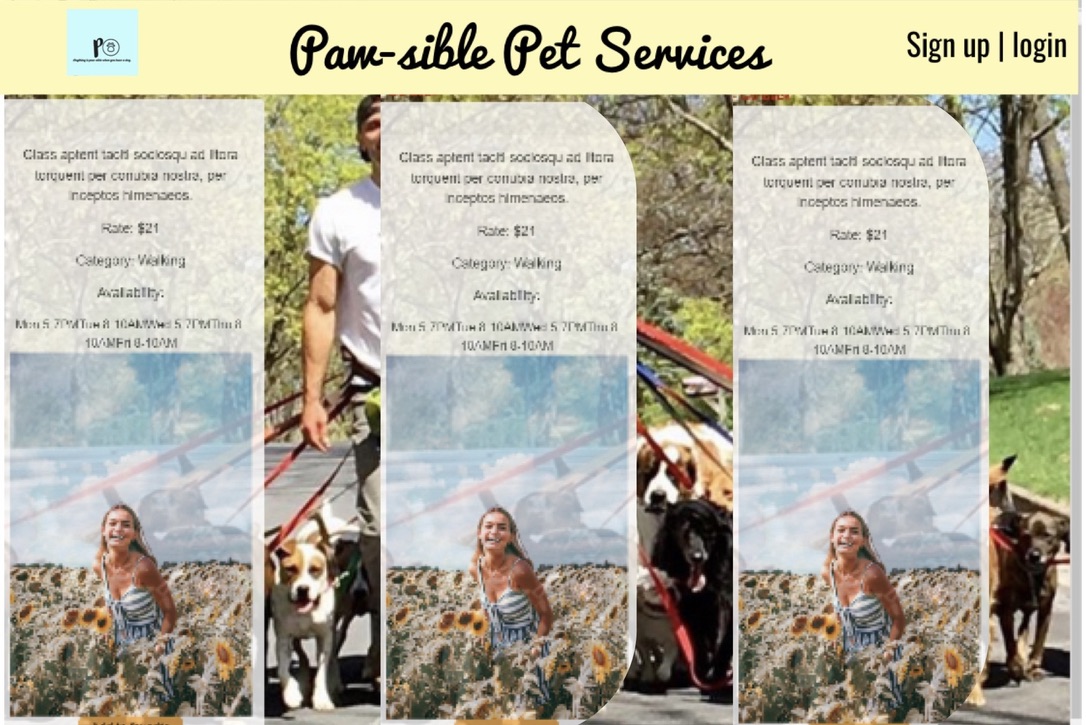 Paw-sible Pet Services
Sign up | login
Class aptent taciti sociosqu ad litora
torquent per conubia nostra, per
inceptos himenaeos.
Rate: $21
Category: Walking
Availability:
Mon 5-7PMTue 8-10AMWed 5-7PMThu 8-
10AMFri 8-10AM
Class aptent taciti sociosqu ad litora
torquent per conubia nostra, per
inceptos himenaeos.
Rate: $21
Category: Walking
Availability:
Mon 5-7PMTue 8-10AMWed 5-7PMThu 8-
10AMFri 8-10AM
Class aptent taciti sociosqu ad litora
torquent per conubia nostra, per
inceptos himenaeos.
Rate: $21
Category: Walking
Availability:
Mon 5-7PMTue 8-10AMWed 5-7PMThu 8-
10AMFri 8-10AM